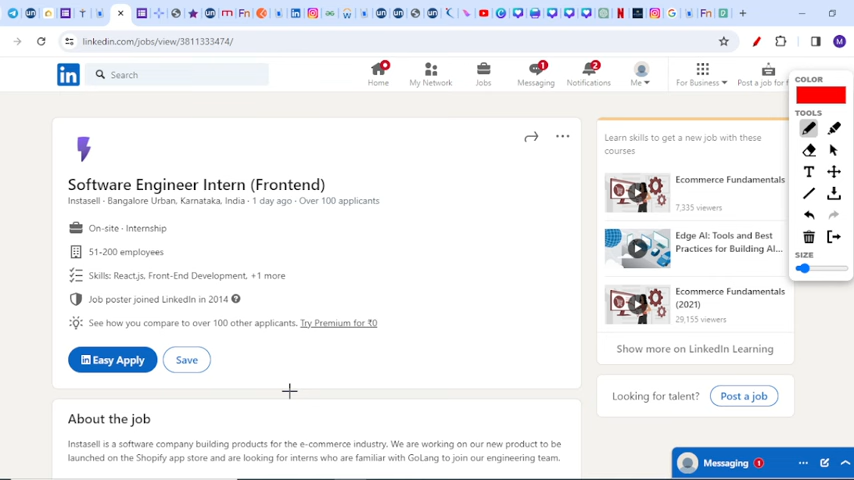 linkedin.com/jobs/view/3811333474/
M
in
Search
Home
My Network
Jobs
1
Messaging
2
Notifications
Me
For Business
Post a job for
COLOR
TOOLS
T
SIZE
Software Engineer Intern (Frontend)
Instasell · Bangalore Urban, Karnataka, India · 1 day ago · Over 100 applicants
On-site · Internship
51-200 employees
Skills: React.js, Front-End Development, +1 more
Job poster joined LinkedIn in 2014
See how you compare to over 100 other applicants. Try Premium for ₹0
in Easy Apply
Save
About the job
Instasell is a software company building products for the e-commerce industry. We are working on our new product to be
launched on the Shopify app store and are looking for interns who are familiar with GoLang to join our engineering team.
Learn skills to get a new job with these
courses
Ecommerce Fundamentals
7,335 viewers
Edge AI: Tools and Best
Practices for Building AI...
Ecommerce Fundamentals
(2021)
29,155 viewers
Show more on LinkedIn Learning
Looking for talent?
Post a job
Messaging
1